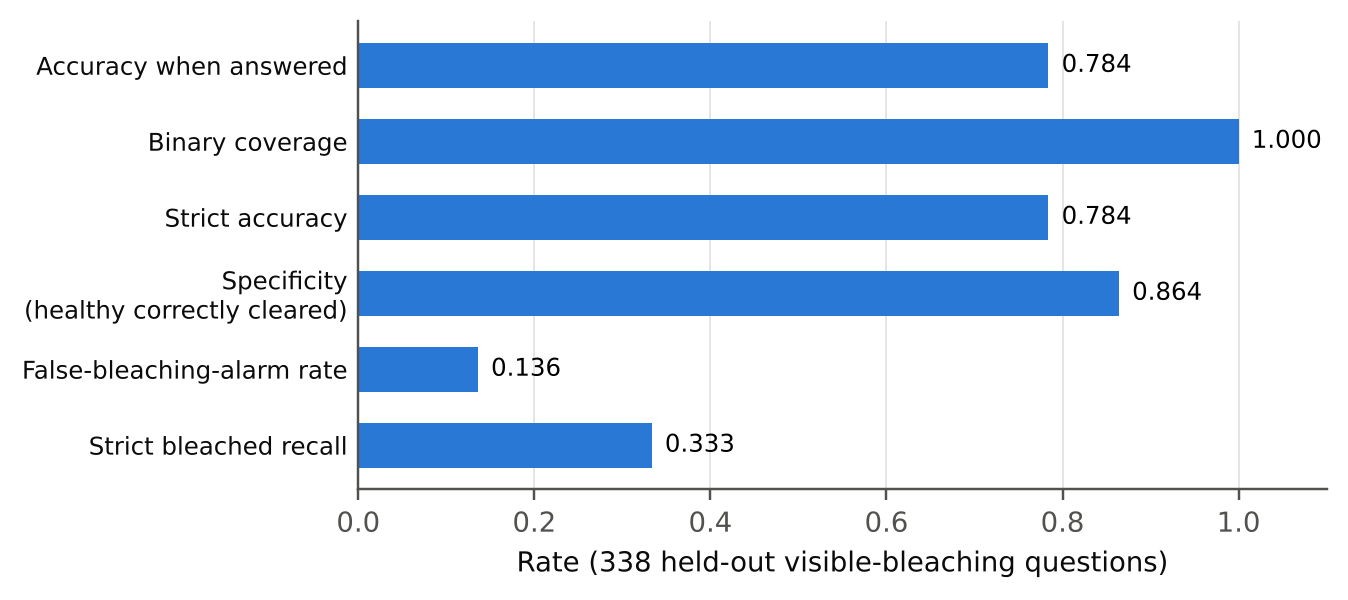 Accuracy when answered
0.784
Binary coverage
1.000
Strict accuracy
0.784
Specificity
(healthy correctly cleared)
0.864
False-bleaching-alarm rate
0.136
Strict bleached recall
0.333
0.0 0.2 0.4 0.6 0.8 1.0
Rate (338 held-out visible-bleaching questions)